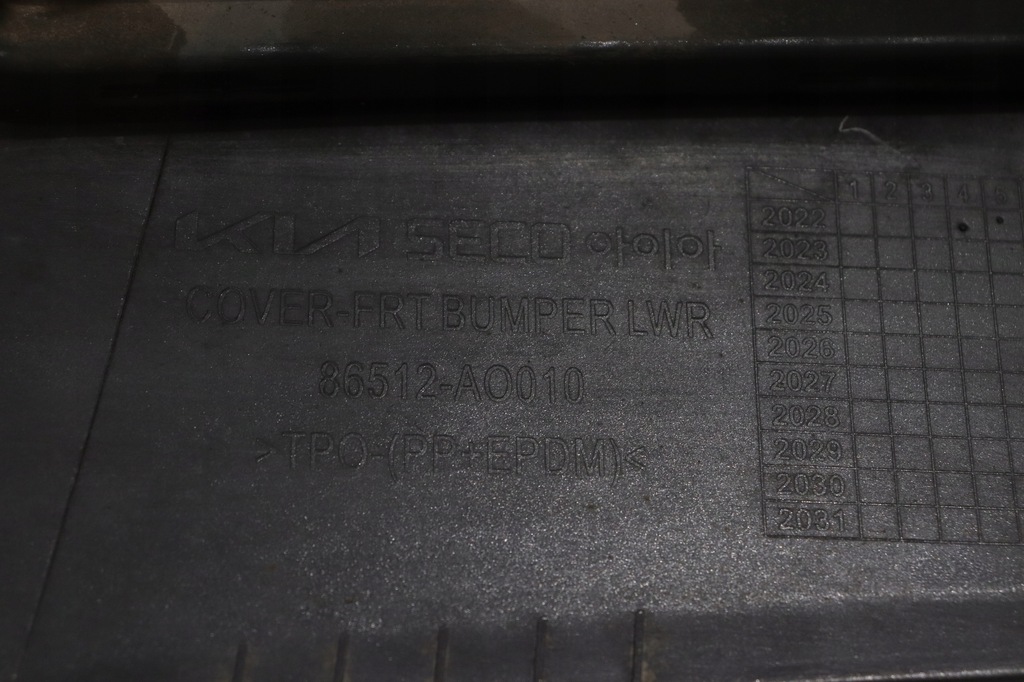 KIA SECO 아이아
COVER-FRT BUMPER LWR
86512-AO010
>TPO-(PP+EPDM)<
1 2 3 4 5
2022
2023
2024
2025
2026
2027
2028
2029
2030
2031